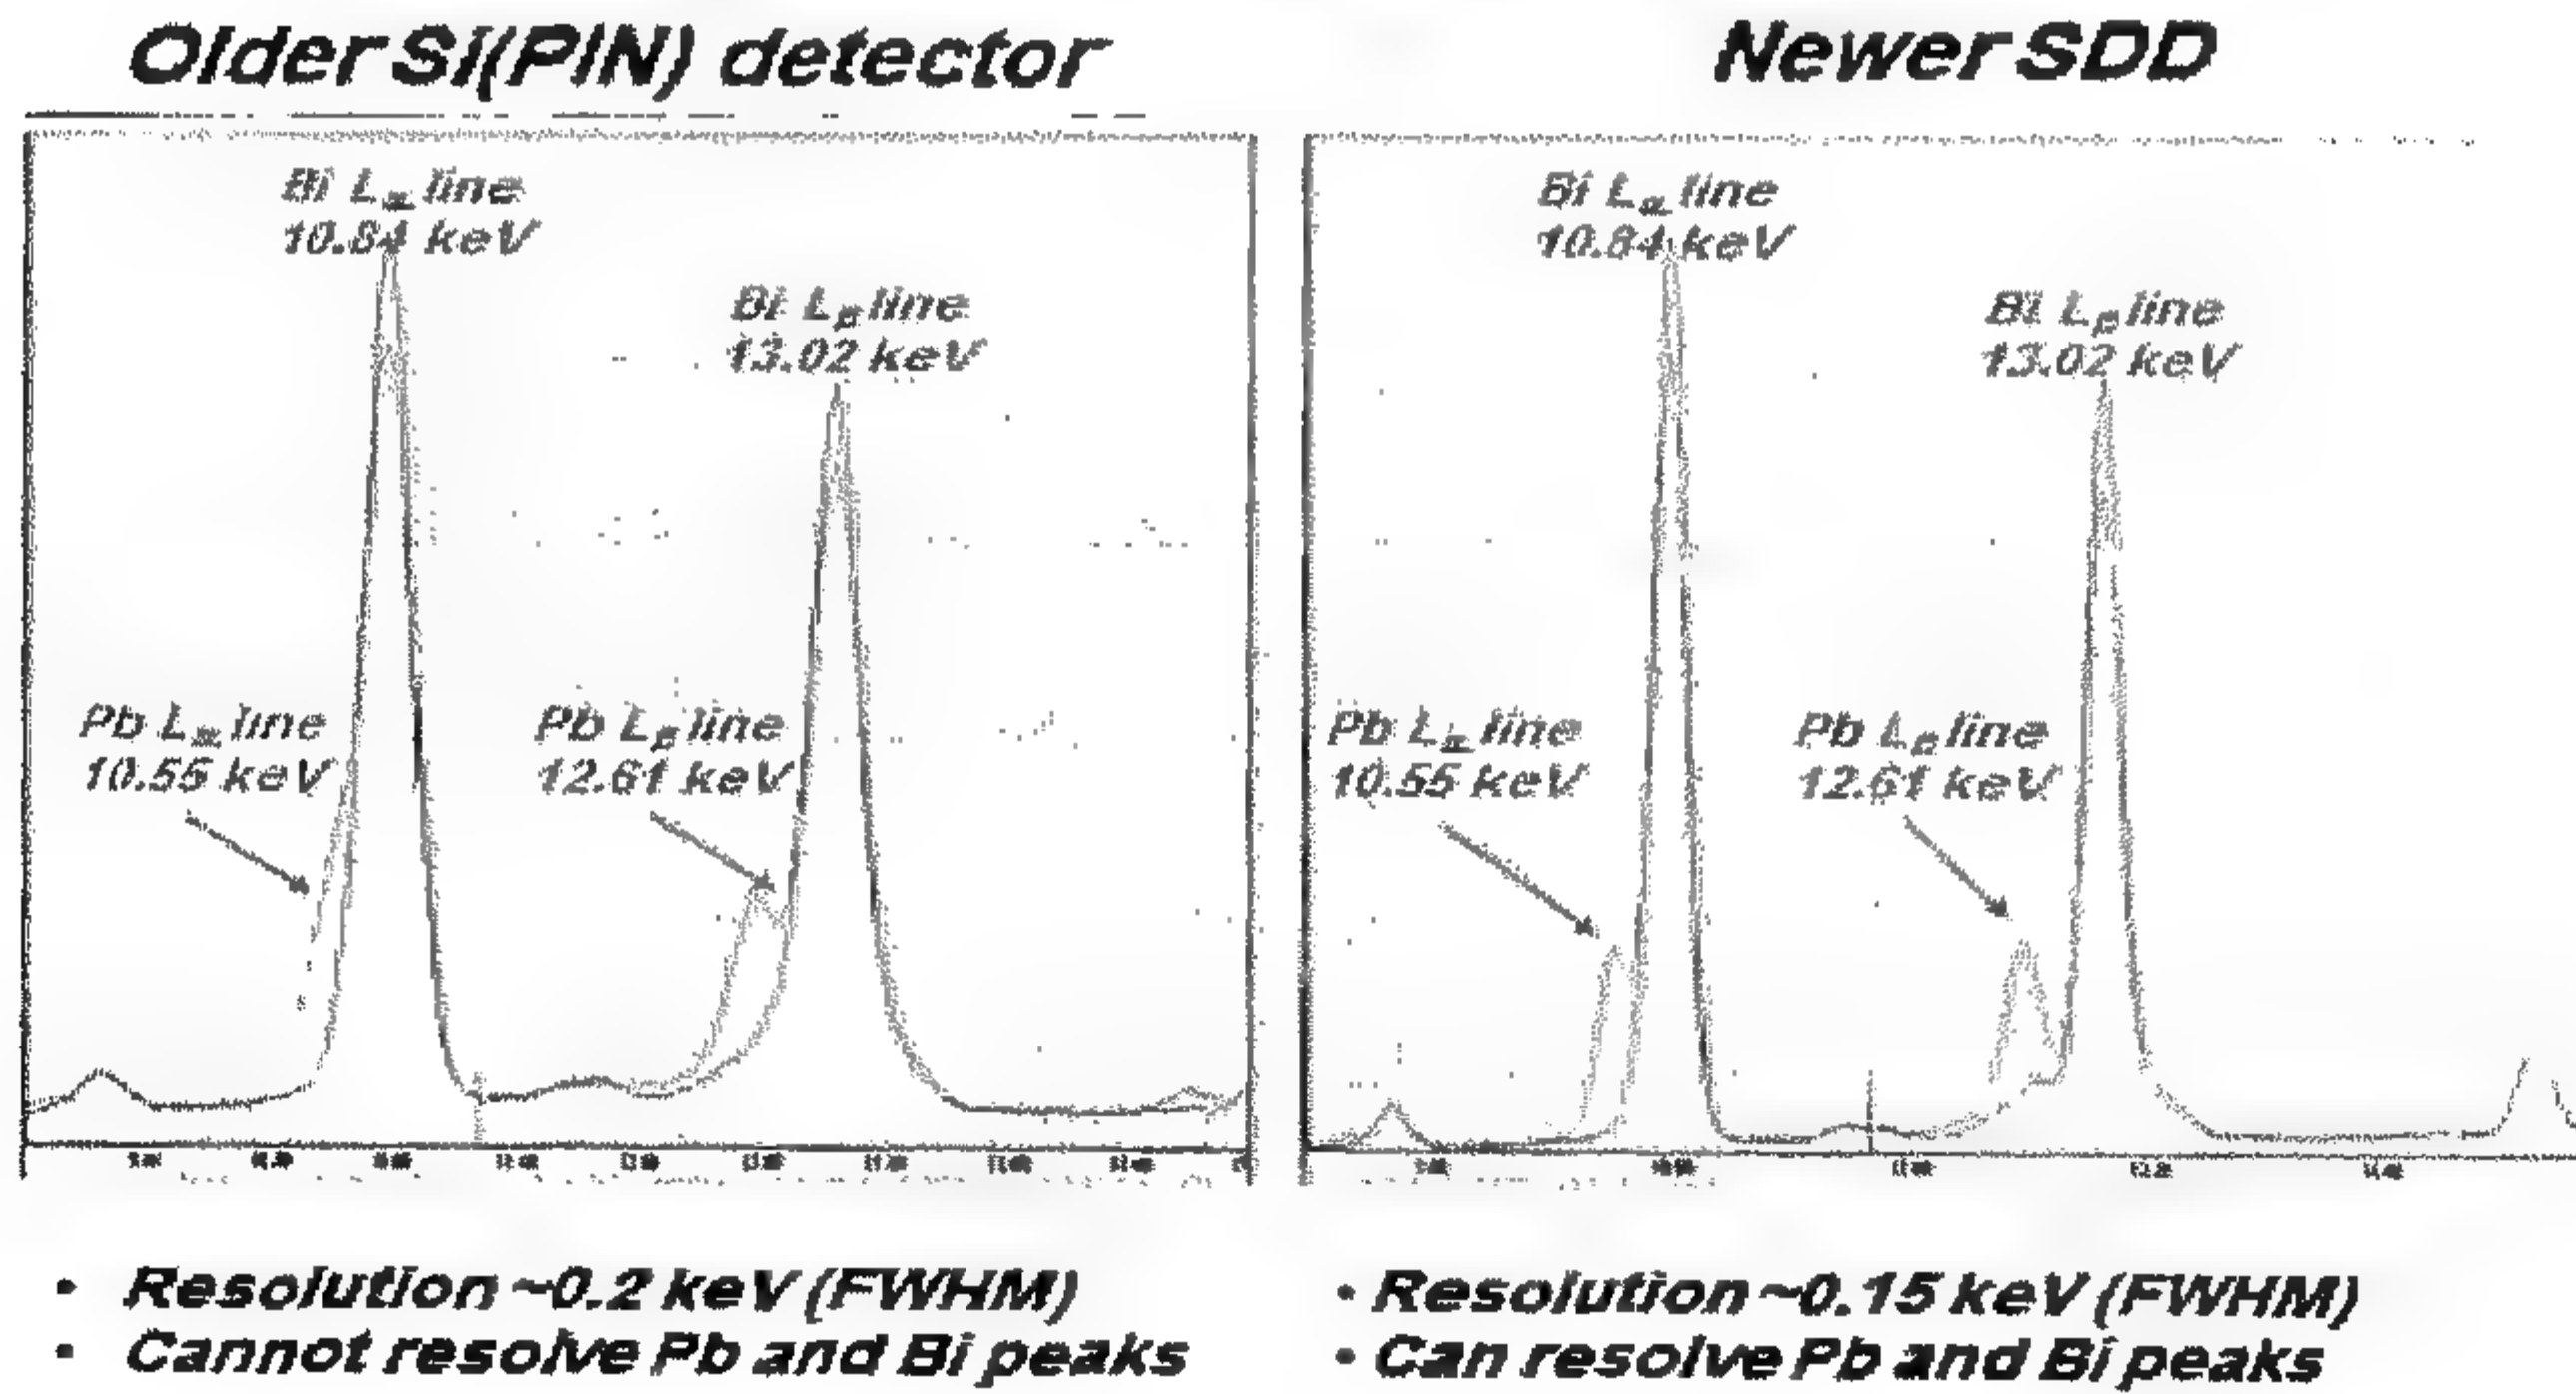 Older Si(PIN) detector
Bi Lα line
10.84 keV
Bi Lβ line
13.02 keV
Pb Lα line
10.55 keV
Pb Lβ line
12.61 keV
• Resolution ~0.2 keV (FWHM)
• Cannot resolve Pb and Bi peaks
Newer SDD
Bi Lα line
10.84 keV
Bi Lβ line
13.02 keV
Pb Lα line
10.55 keV
Pb Lβ line
12.61 keV
• Resolution ~0.15 keV (FWHM)
• Can resolve Pb and Bi peaks